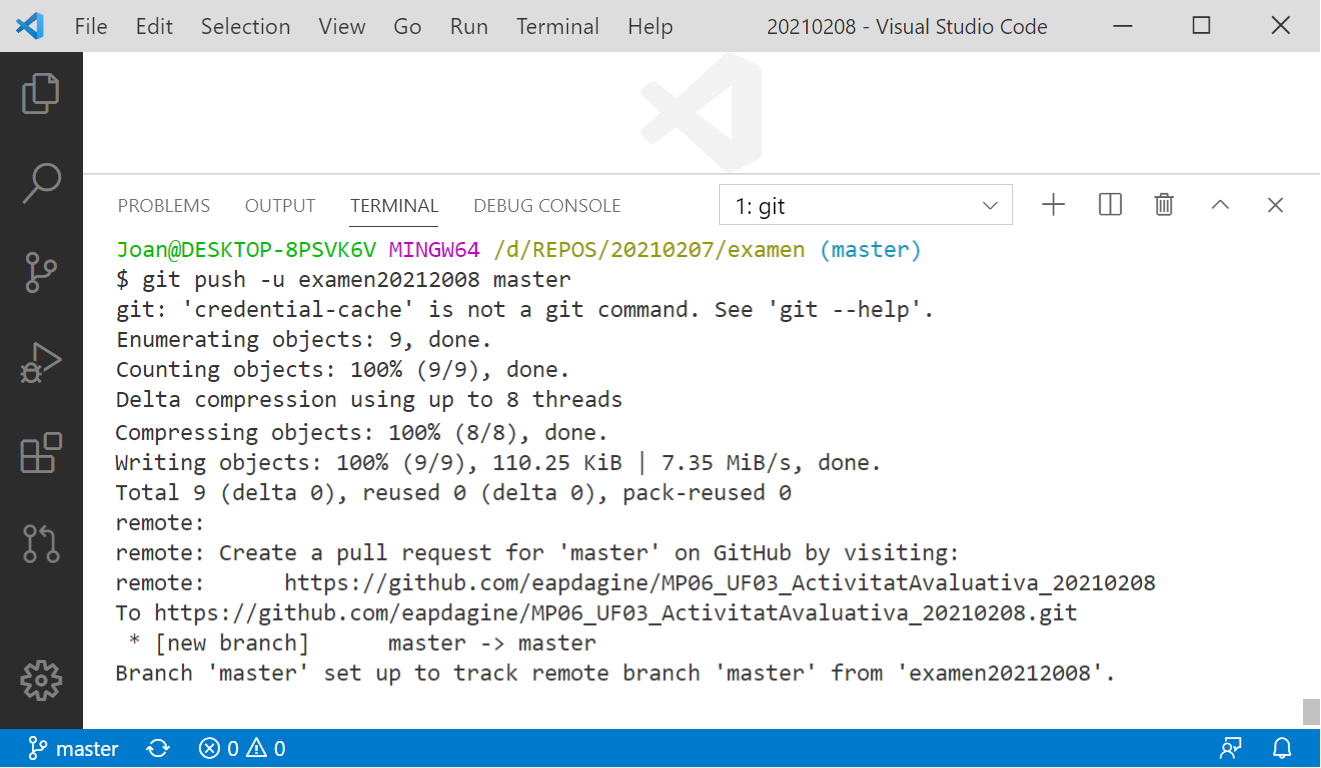 File Edit Selection View Go Run Terminal Help 20210208 - Visual Studio Code
PROBLEMS OUTPUT TERMINAL DEBUG CONSOLE 1: git
Joan@DESKTOP-8PSVK6V MINGW64 /d/REPOS/20210207/examen (master)
$ git push -u examen20212008 master
git: 'credential-cache' is not a git command. See 'git --help'.
Enumerating objects: 9, done.
Counting objects: 100% (9/9), done.
Delta compression using up to 8 threads
Compressing objects: 100% (8/8), done.
Writing objects: 100% (9/9), 110.25 KiB | 7.35 MiB/s, done.
Total 9 (delta 0), reused 0 (delta 0), pack-reused 0
remote:
remote: Create a pull request for 'master' on GitHub by visiting:
remote:      https://github.com/eapdagine/MP06_UF03_ActivitatAvaluativa_20210208
To https://github.com/eapdagine/MP06_UF03_ActivitatAvaluativa_20210208.git
 * [new branch]      master -> master
Branch 'master' set up to track remote branch 'master' from 'examen20212008'.
master 0 0